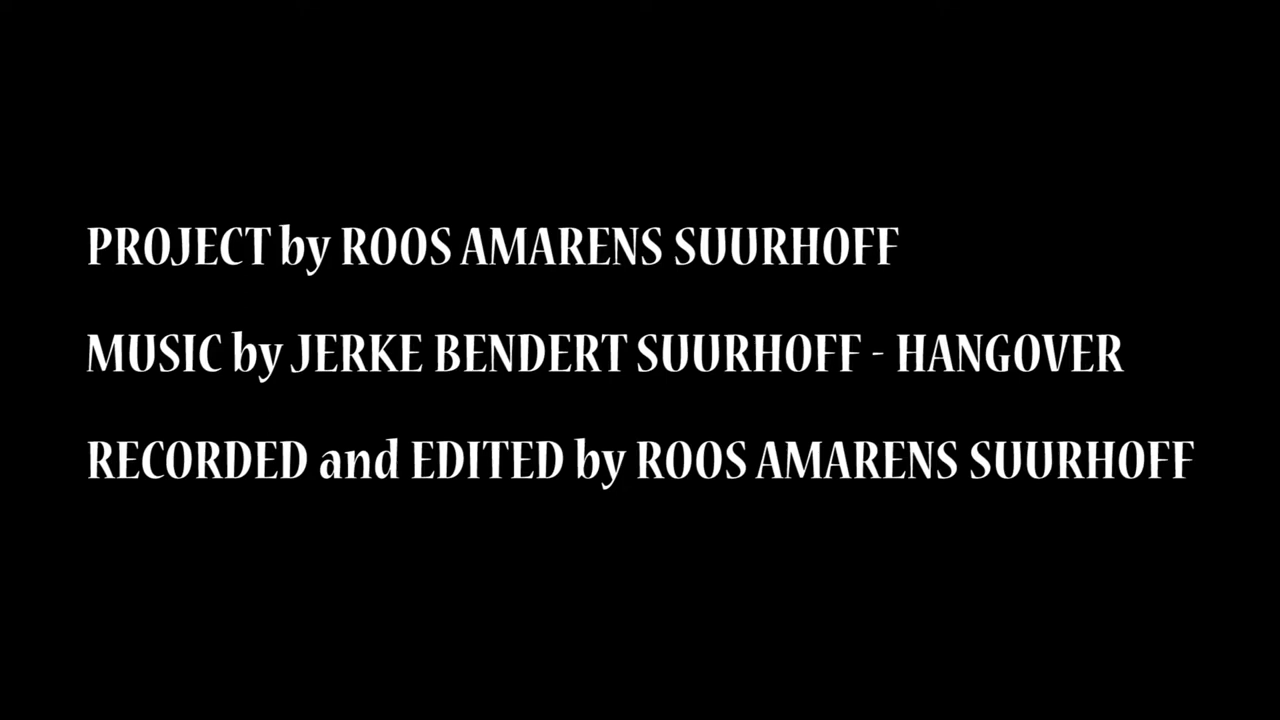 PROJECT by ROOS AMARENS SUURHOFF
MUSIC by JERKE BENDERT SUURHOFF - HANGOVER
RECORDED and EDITED by ROOS AMARENS SUURHOFF